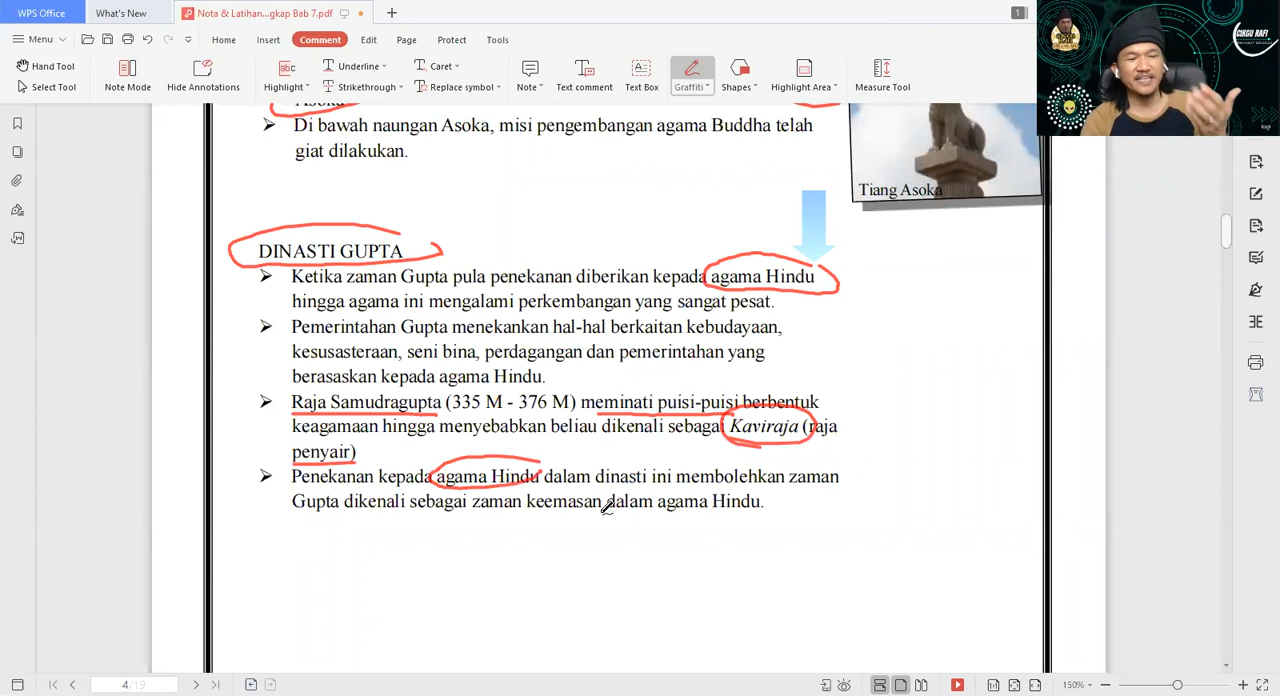 WPS Office
What's New
Nota & Latihan...gkap Bab 7.pdf
1
Menu
Home
Insert
Comment
Edit
Page
Protect
Tools
Hand Tool
Select Tool
Note Mode
Hide Annotations
Highlight
Underline
Strikethrough
Caret
Replace symbol
Note
Text comment
Text Box
Graffiti
Shapes
Highlight Area
Measure Tool
CIKGU RAFI
Asoka
Di bawah naungan Asoka, misi pengembangan agama Buddha telah
giat dilakukan.
Tiang Asoka
DINASTI GUPTA
Ketika zaman Gupta pula penekanan diberikan kepada agama Hindu
hingga agama ini mengalami perkembangan yang sangat pesat.
Pemerintahan Gupta menekankan hal-hal berkaitan kebudayaan,
kesusasteraan, seni bina, perdagangan dan pemerintahan yang
berasaskan kepada agama Hindu.
Raja Samudragupta (335 M - 376 M) meminati puisi-puisi berbentuk
keagamaan hingga menyebabkan beliau dikenali sebagai Kaviraja (raja
penyair)
Penekanan kepada agama Hindu dalam dinasti ini membolehkan zaman
Gupta dikenali sebagai zaman keemasan dalam agama Hindu.
4/19
150%